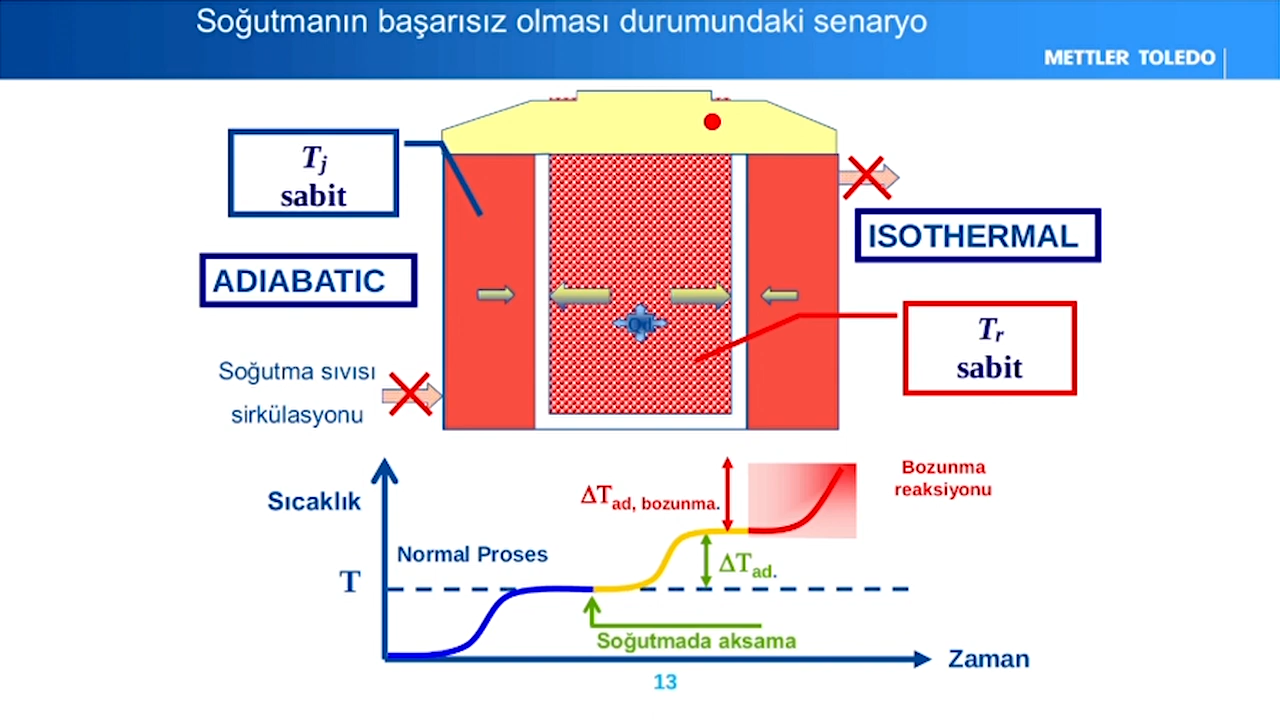 Soğutmanın başarısız olması durumundaki senaryo
METTLER TOLEDO
Tj
sabit
ISOTHERMAL
ADIABATIC
Tr
sabit
Soğutma sıvısı
sirkülasyonu
Sıcaklık
ΔTad, bozunma.
Bozunma
reaksiyonu
Normal Proses
T
ΔTad.
Soğutmada aksama
Zaman
13